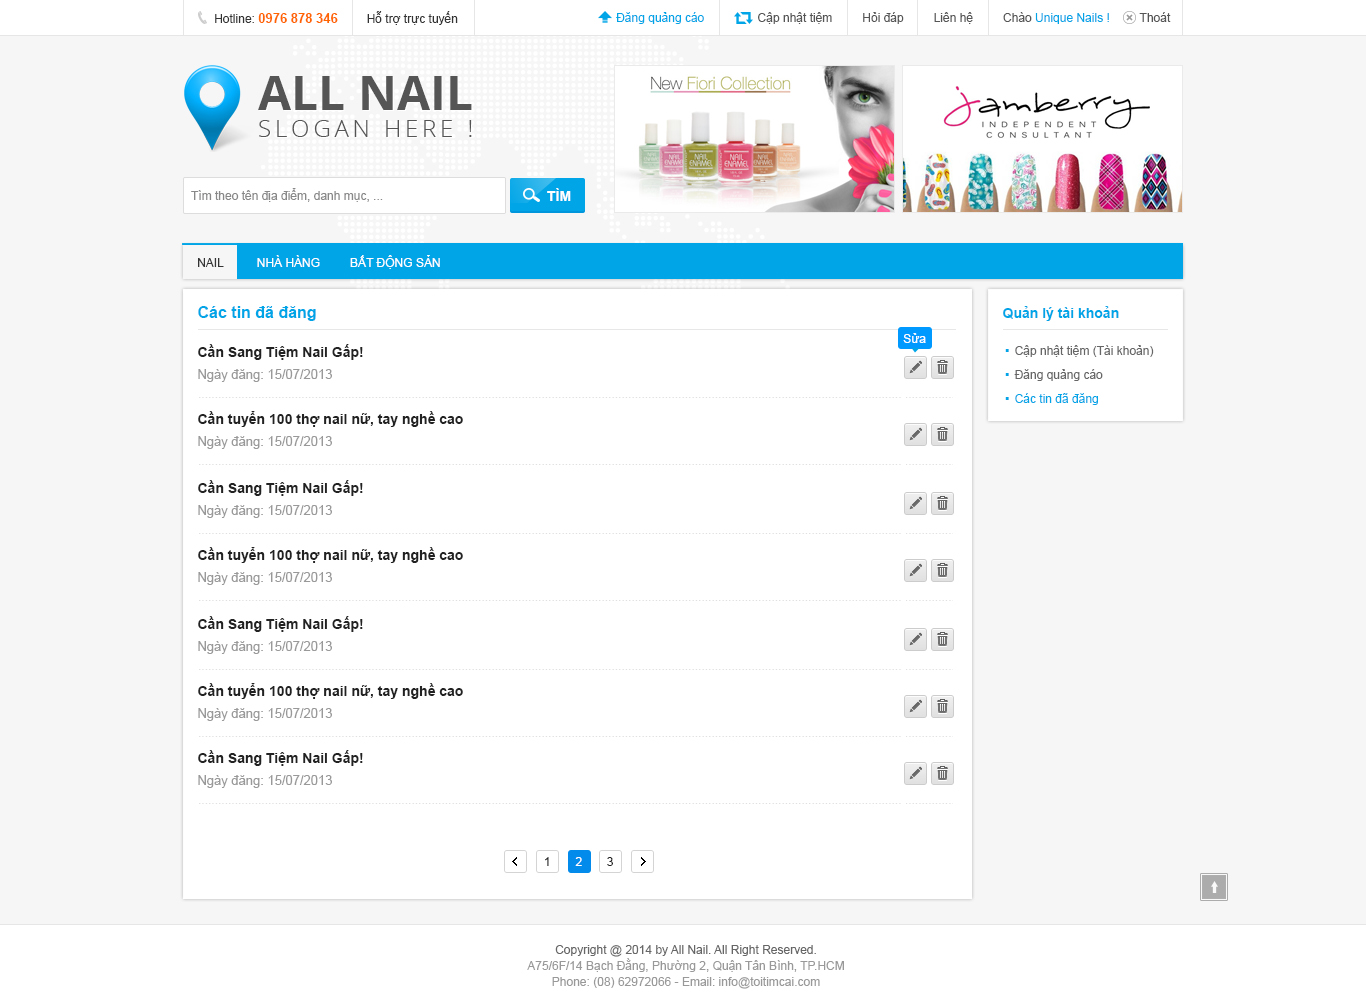 Hotline: 0976 878 346
Hỗ trợ trực tuyến
Đăng quảng cáo
Cập nhật tiệm
Hỏi đáp
Liên hệ
Chào Unique Nails !
Thoát
ALL NAIL
SLOGAN HERE !
Tìm theo tên địa điểm, danh mục, ...
TÌM
New Fiori Collection
NAIL ENAMEL
NAIL ENAMEL
NAIL ENAMEL
NAIL ENAMEL
jamberry
INDEPENDENT
CONSULTANT
NAIL
NHÀ HÀNG
BẤT ĐỘNG SẢN
Các tin đã đăng
Sửa
Cần Sang Tiệm Nail Gấp!
Ngày đăng: 15/07/2013
Cần tuyển 100 thợ nail nữ, tay nghề cao
Ngày đăng: 15/07/2013
Cần Sang Tiệm Nail Gấp!
Ngày đăng: 15/07/2013
Cần tuyển 100 thợ nail nữ, tay nghề cao
Ngày đăng: 15/07/2013
Cần Sang Tiệm Nail Gấp!
Ngày đăng: 15/07/2013
Cần tuyển 100 thợ nail nữ, tay nghề cao
Ngày đăng: 15/07/2013
Cần Sang Tiệm Nail Gấp!
Ngày đăng: 15/07/2013
1 2 3
Quản lý tài khoản
Cập nhật tiệm (Tài khoản)
Đăng quảng cáo
Các tin đã đăng
Copyright @ 2014 by All Nail. All Right Reserved.
A75/6F/14 Bạch Đằng, Phường 2, Quận Tân Bình, TP.HCM
Phone: (08) 62972066 - Email: info@toitimcai.com